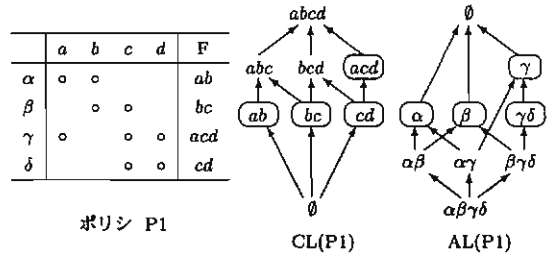 a b c d F
α ○ ○ ab
β ○ ○ bc
γ ○ ○ ○ acd
δ ○ ○ cd
ポリシ P1
abcd
abc bcd acd
ab bc cd
∅
CL(P1)
∅
γ
α β γδ
αβ αγ βγδ
αβγδ
AL(P1)